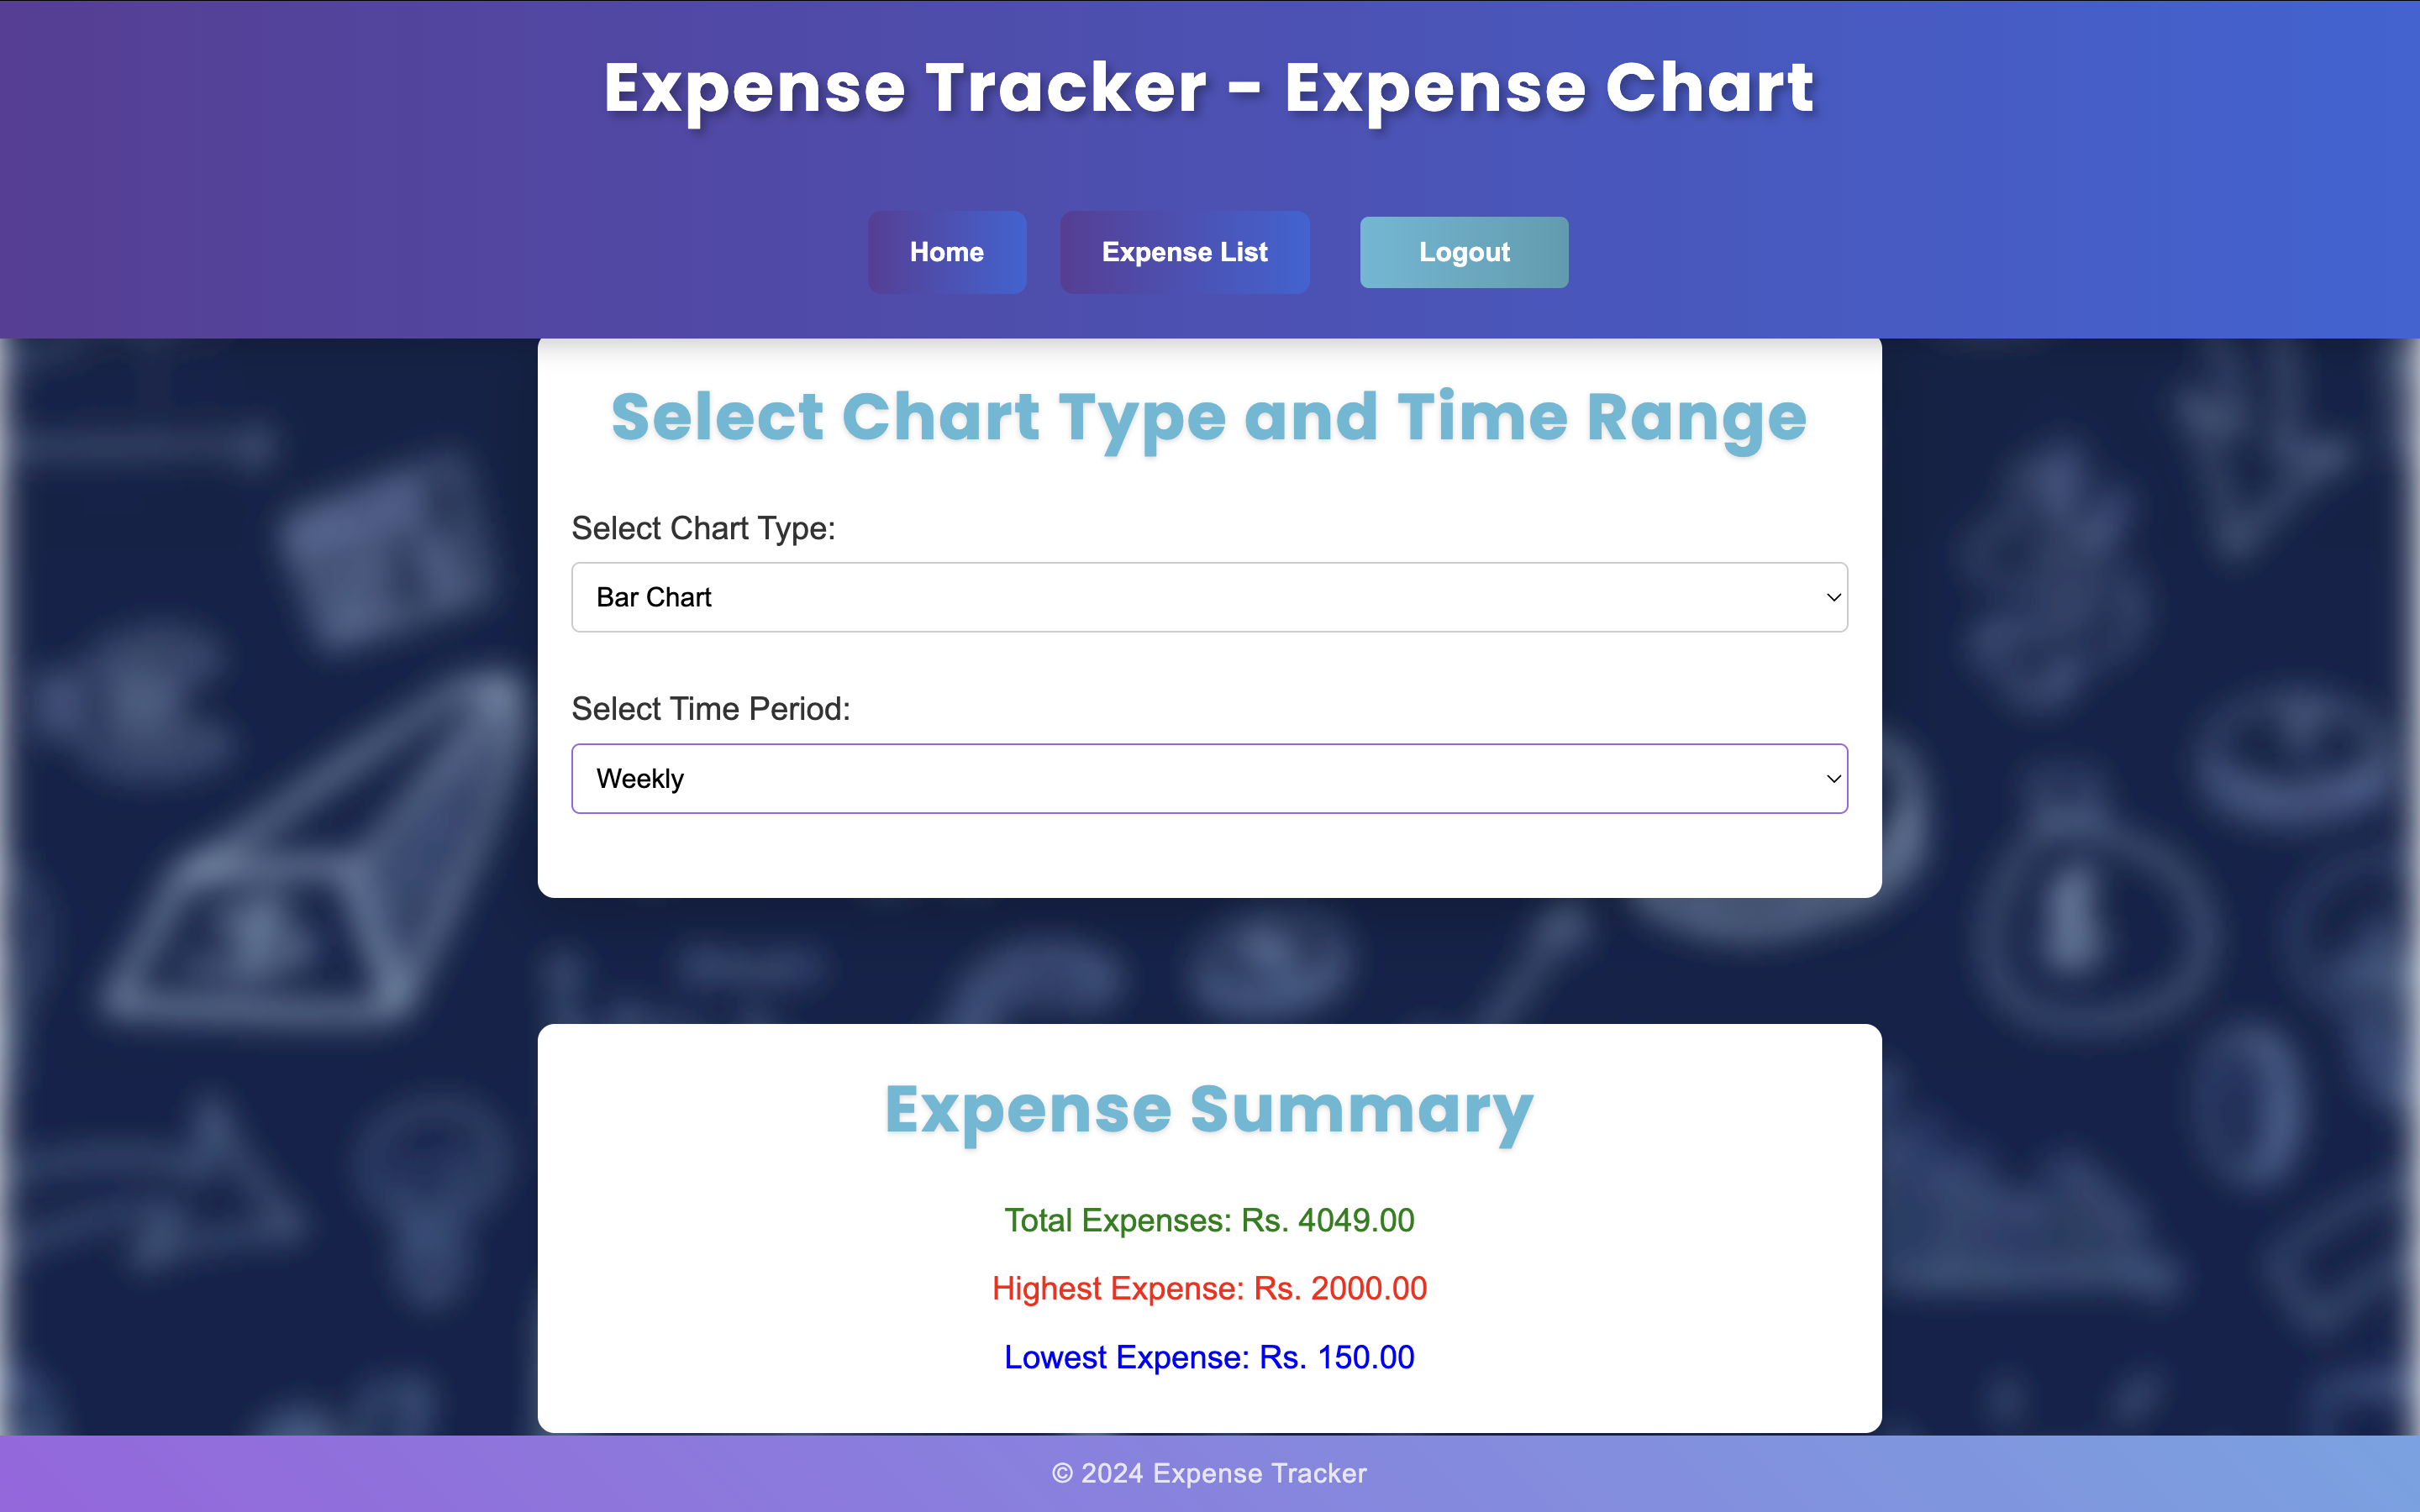 Expense Tracker - Expense Chart
Home
Expense List
Logout
Select Chart Type and Time Range
Select Chart Type:
Bar Chart
Select Time Period:
Weekly
Expense Summary
Total Expenses: Rs. 4049.00
Highest Expense: Rs. 2000.00
Lowest Expense: Rs. 150.00
© 2024 Expense Tracker